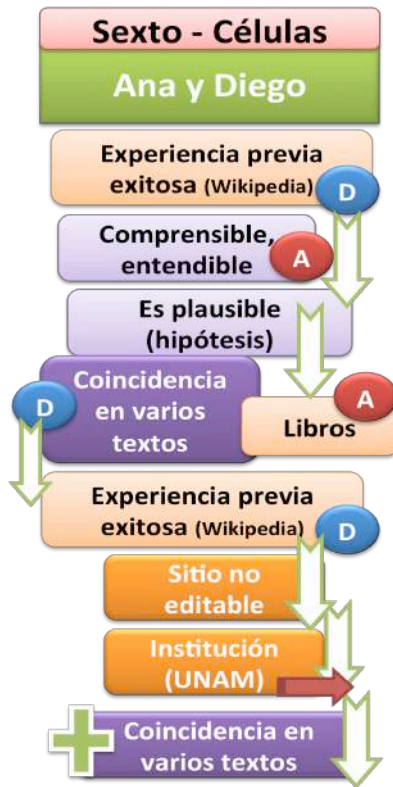 Sexto - Células
Ana y Diego
Experiencia previa
exitosa (Wikipedia)
D
Comprensible,
entendible
A
Es plausible
(hipótesis)
Coincidencia
en varios
textos
D
A
Libros
Experiencia previa
exitosa (Wikipedia)
D
Sitio no
editable
Institución
(UNAM)
Coincidencia en
varios textos